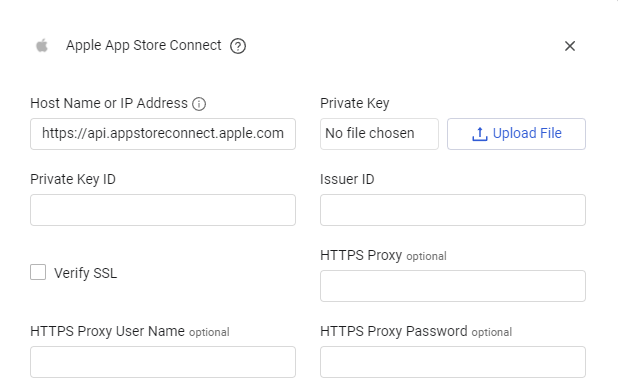 Apple App Store Connect
Host Name or IP Address
Private Key
https://api.appstoreconnect.apple.com
No file chosen
Upload File
Private Key ID
Issuer ID
Verify SSL
HTTPS Proxy optional
HTTPS Proxy User Name optional
HTTPS Proxy Password optional